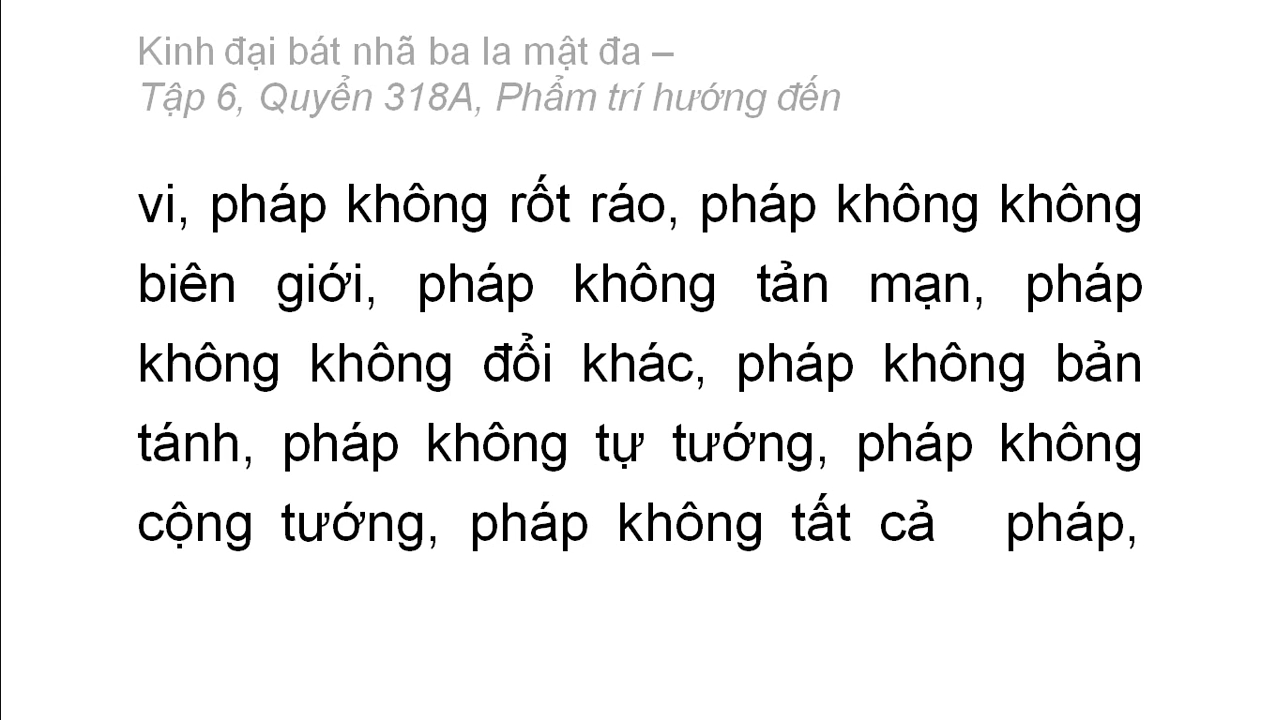 Kinh đại bát nhã ba la mật đa –
Tập 6, Quyển 318A, Phẩm trí hướng đến
vi, pháp không rốt ráo, pháp không không
biên giới, pháp không tản mạn, pháp
không không đổi khác, pháp không bản
tánh, pháp không tự tướng, pháp không
cộng tướng, pháp không tất cả pháp,